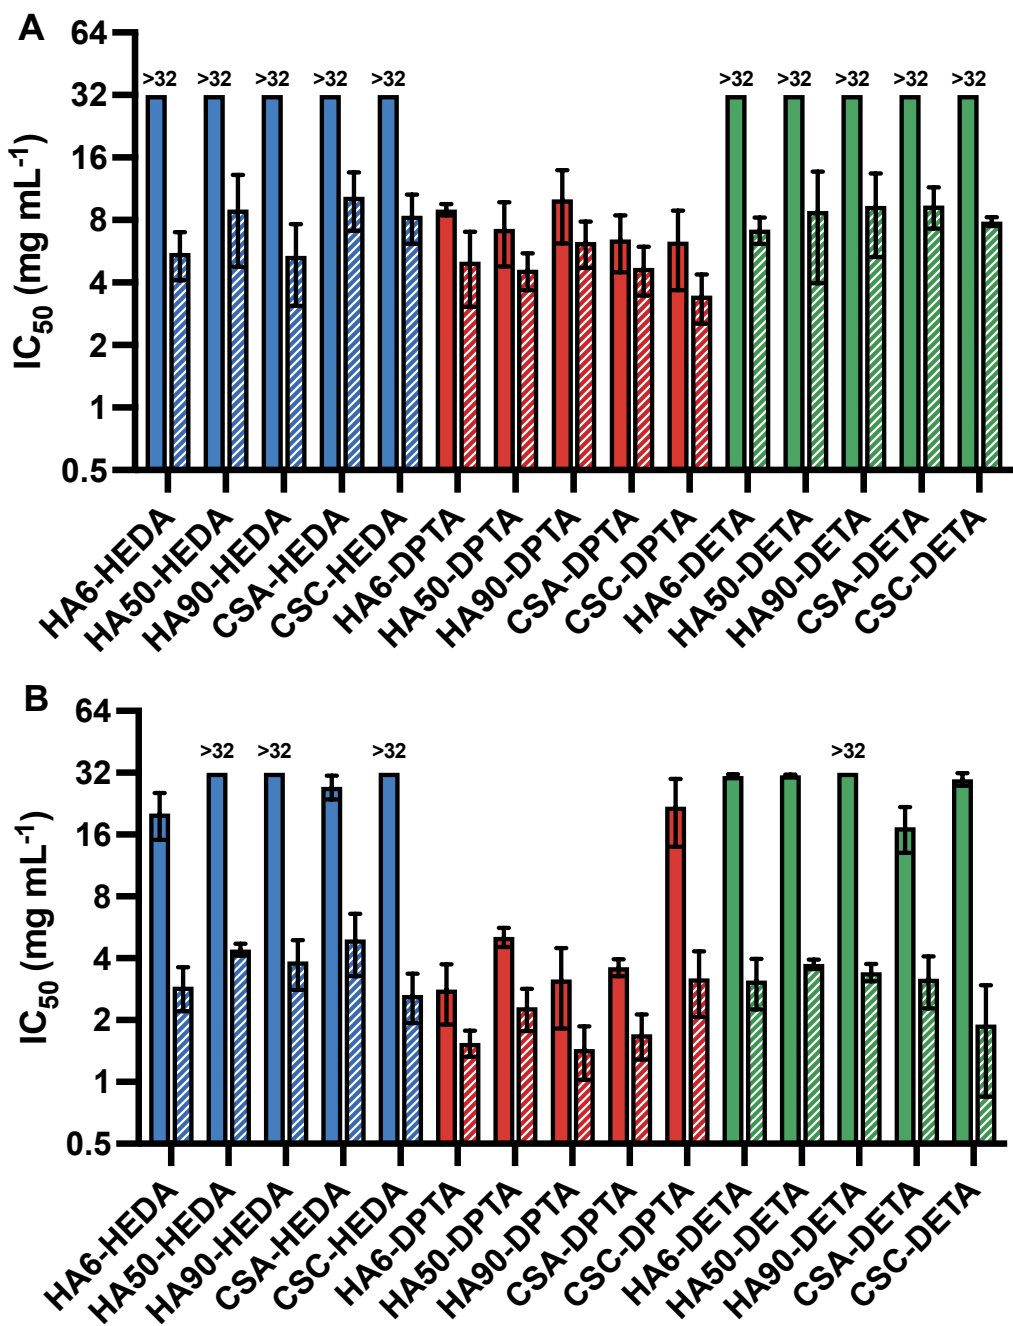 A
64
32
16
8
4
2
1
0.5
IC50 (mg mL-1)
>32 >32 >32 >32 >32 >32 >32 >32 >32 >32
HA6-HEDA
HA50-HEDA
HA90-HEDA
CSA-HEDA
CSC-HEDA
HA6-DPTA
HA50-DPTA
HA90-DPTA
CSA-DPTA
CSC-DPTA
HA6-DETA
HA50-DETA
HA90-DETA
CSA-DETA
CSC-DETA
B
64
32
16
8
4
2
1
0.5
IC50 (mg mL-1)
>32 >32 >32 >32
HA6-HEDA
HA50-HEDA
HA90-HEDA
CSA-HEDA
CSC-HEDA
HA6-DPTA
HA50-DPTA
HA90-DPTA
CSA-DPTA
CSC-DPTA
HA6-DETA
HA50-DETA
HA90-DETA
CSA-DETA
CSC-DETA